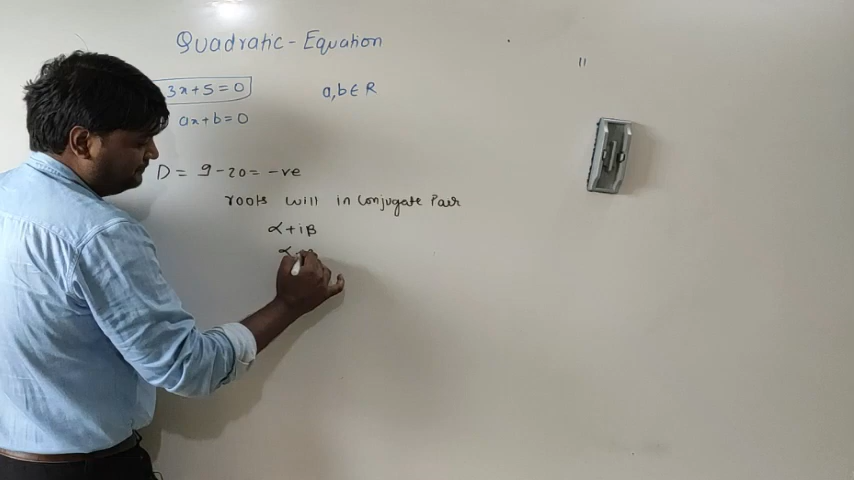 Quadratic - Equation
3x + 5 = 0
a, b ∈ R
ax + b = 0
D = 9 - 20 = -ve
roots will in Conjugate Pair
α + iβ
α